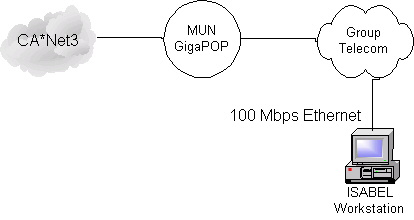 CA*Net3
MUN
GigaPOP
Group
Telecom
100 Mbps Ethernet
ISABEL
Workstation